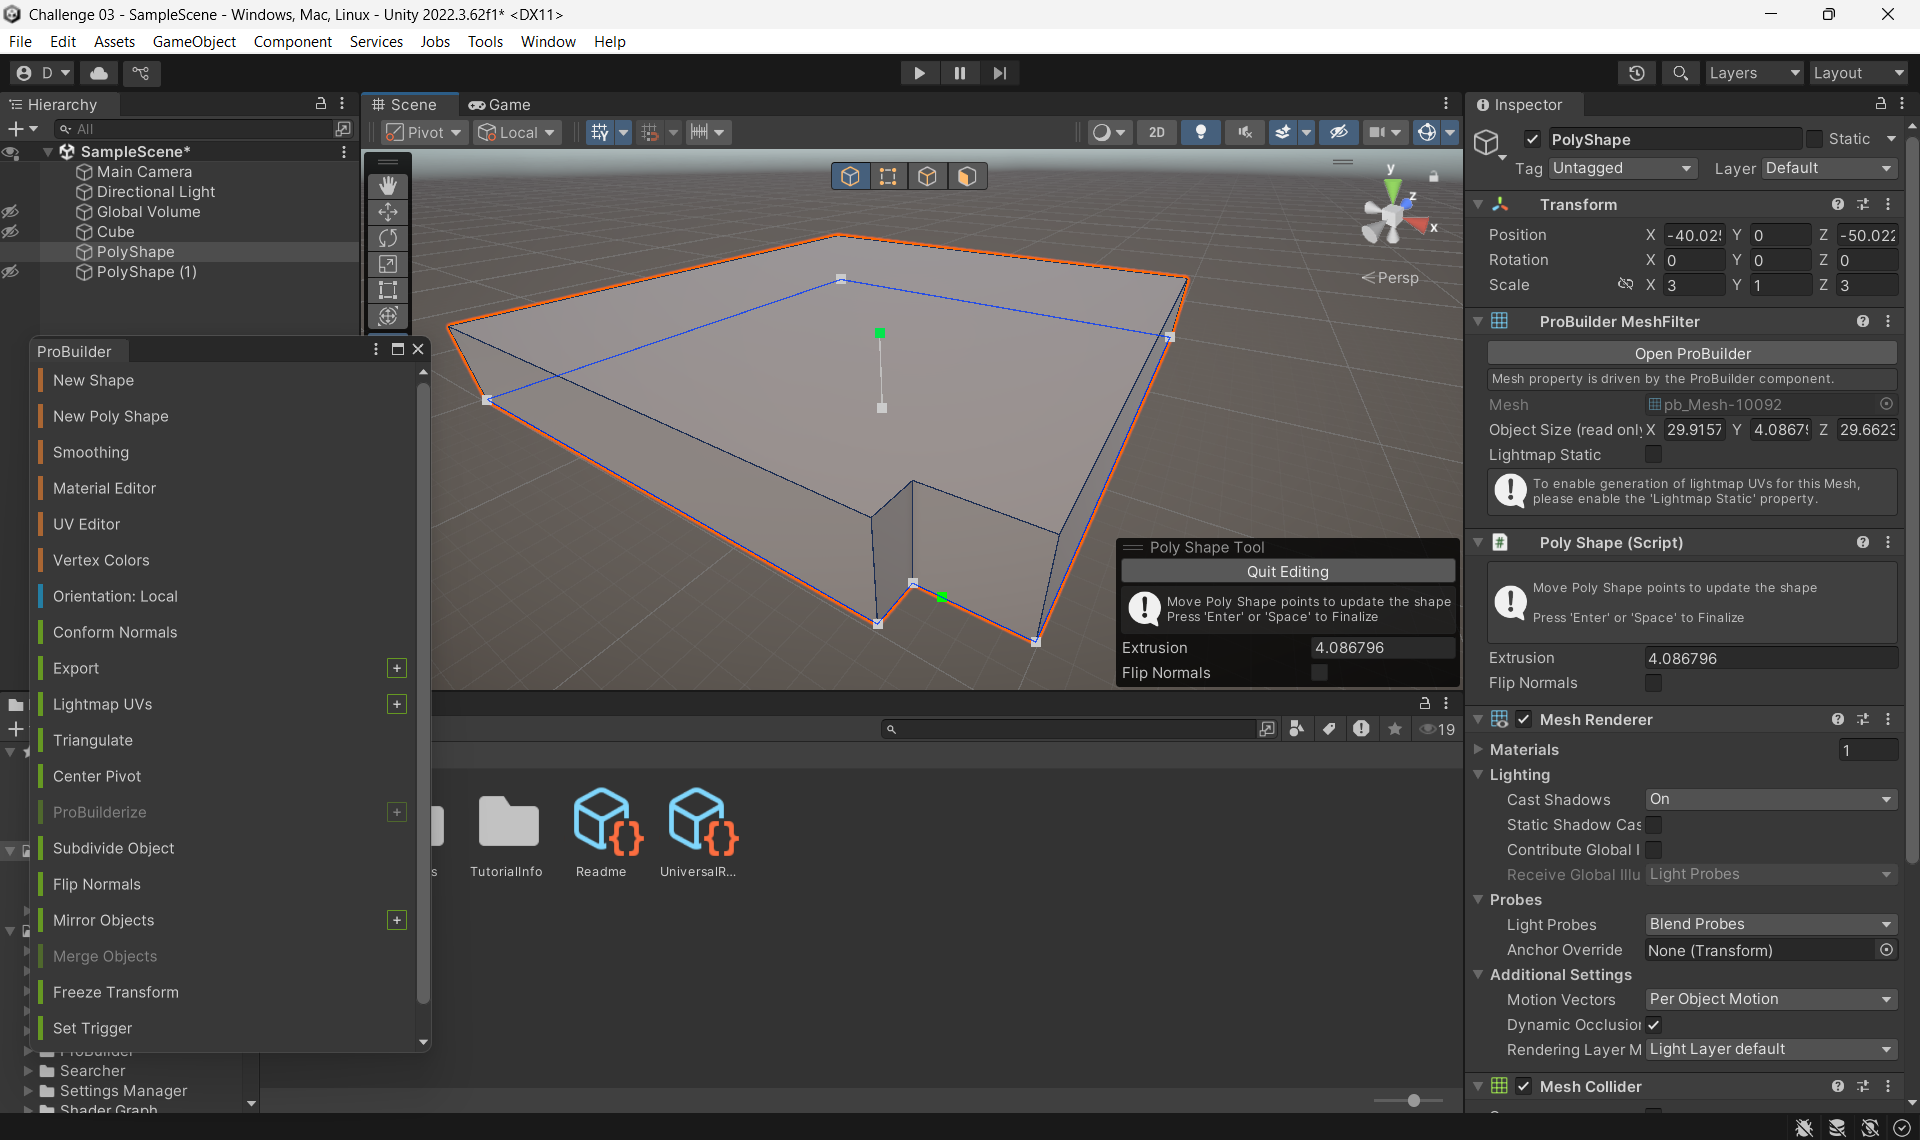 Challenge 03 - SampleScene - Windows, Mac, Linux - Unity 2022.3.62f1* <DX11>
File Edit Assets GameObject Component Services Jobs Tools Window Help
D
Layers
Layout
Hierarchy
All
SampleScene*
Main Camera
Directional Light
Global Volume
Cube
PolyShape
PolyShape (1)
Scene
Game
Pivot
Local
2D
y
z
x
Persp
Poly Shape Tool
Quit Editing
Move Poly Shape points to update the shape
Press 'Enter' or 'Space' to Finalize
Extrusion 4.086796
Flip Normals
ProBuilder
New Shape
New Poly Shape
Smoothing
Material Editor
UV Editor
Vertex Colors
Orientation: Local
Conform Normals
Export
Lightmap UVs
Triangulate
Center Pivot
ProBuilderize
Subdivide Object
Flip Normals
Mirror Objects
Merge Objects
Freeze Transform
Set Trigger
Searcher
Settings Manager
Shader Graph
19
s
TutorialInfo
Readme
UniversalR...
Inspector
PolyShape
Static
Tag Untagged
Layer Default
Transform
Position X -40.025 Y 0 Z -50.022
Rotation X 0 Y 0 Z 0
Scale X 3 Y 1 Z 3
ProBuilder MeshFilter
Open ProBuilder
Mesh property is driven by the ProBuilder component.
Mesh pb_Mesh-10092
Object Size (read only X 29.9157 Y 4.0867 Z 29.6623
Lightmap Static
To enable generation of lightmap UVs for this Mesh,
please enable the 'Lightmap Static' property.
Poly Shape (Script)
Move Poly Shape points to update the shape
Press 'Enter' or 'Space' to Finalize
Extrusion 4.086796
Flip Normals
Mesh Renderer
Materials 1
Lighting
Cast Shadows On
Static Shadow Cas
Contribute Global I
Receive Global Illu Light Probes
Probes
Light Probes Blend Probes
Anchor Override None (Transform)
Additional Settings
Motion Vectors Per Object Motion
Dynamic Occlusion
Rendering Layer M Light Layer default
Mesh Collider